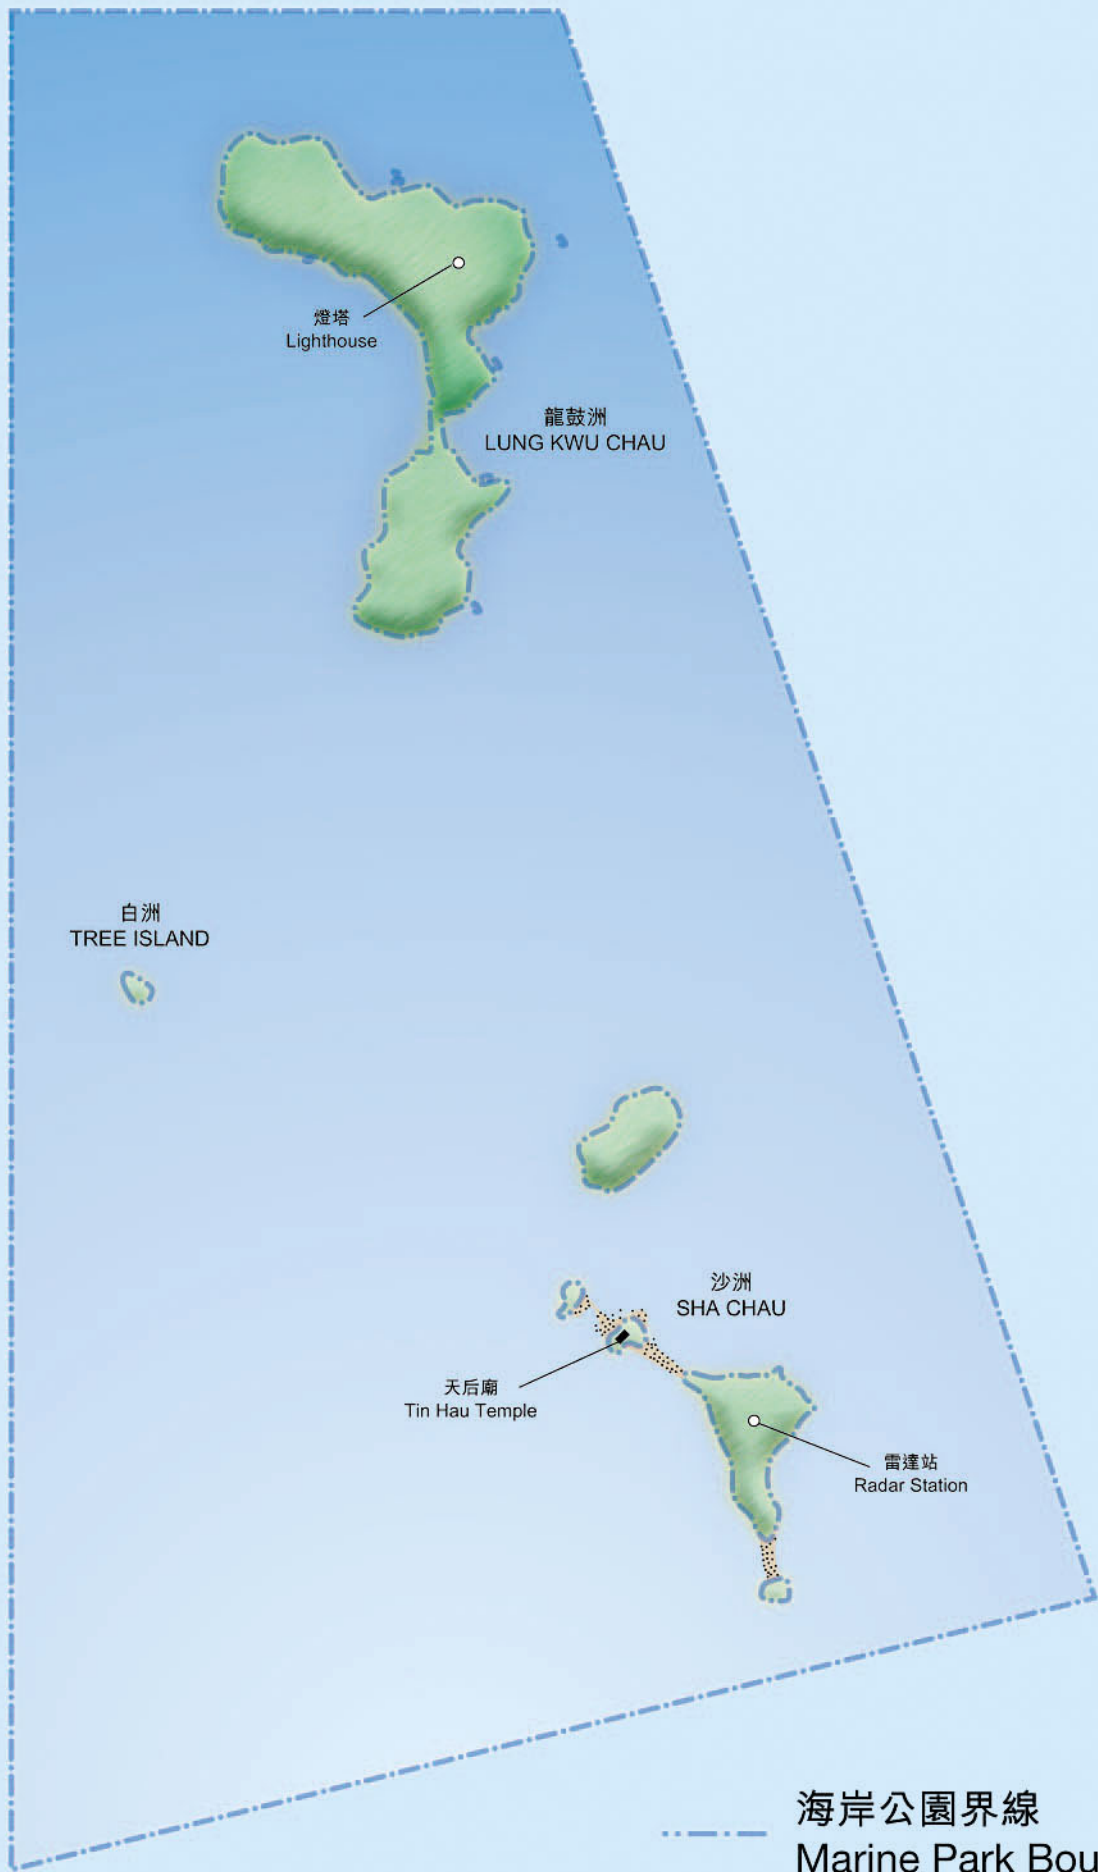 燈塔
Lighthouse
龍鼓洲
LUNG KWU CHAU
白洲
TREE ISLAND
沙洲
SHA CHAU
天后廟
Tin Hau Temple
雷達站
Radar Station
海岸公園界線
Marine Park Bou